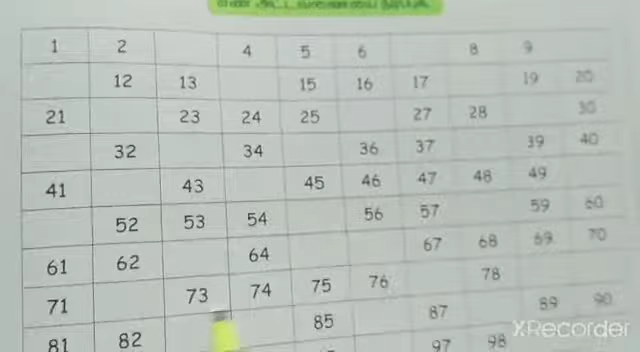 1 2 4 5 6 8 9
12 13 15 16 17 19 20
21 23 24 25 27 28 30
32 34 36 37 39 40
41 43 45 46 47 48 49
52 53 54 56 57 59 60
61 62 64 67 68 69 70
71 73 74 75 76 78
81 82 85 87 89 90
97 98
XRecorder